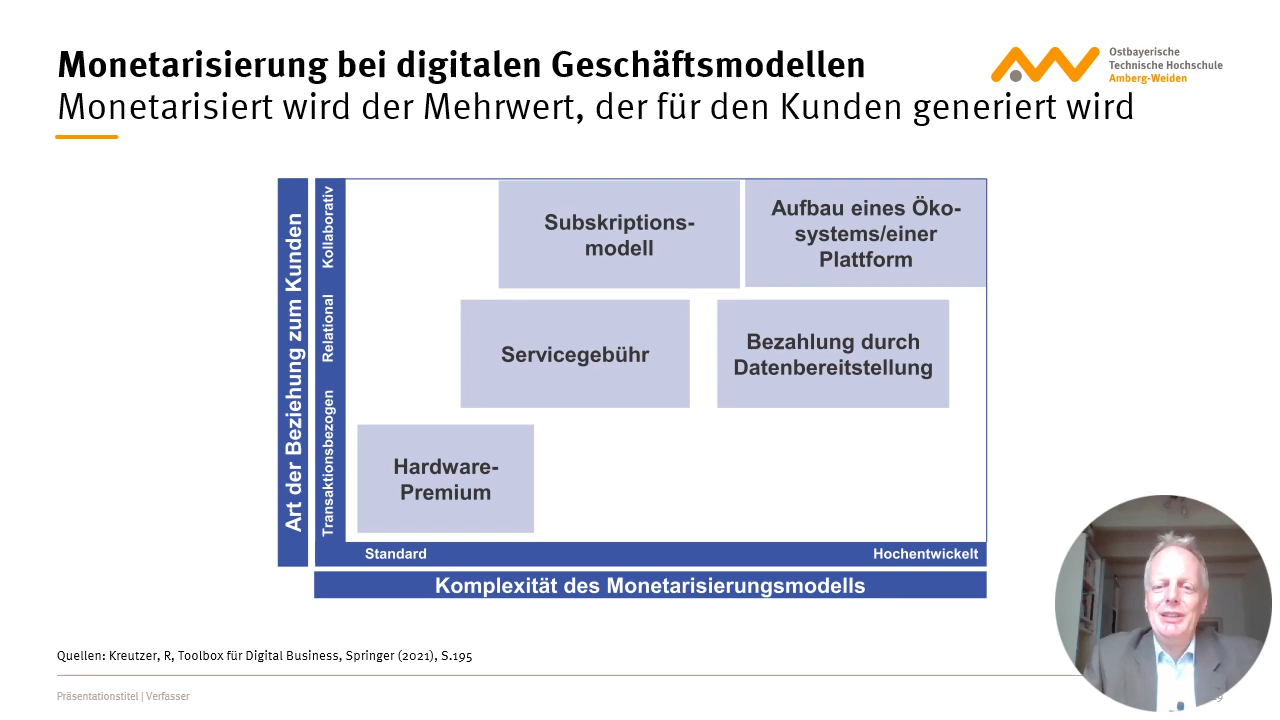 Monetarisierung bei digitalen Geschäftsmodellen
Monetarisiert wird der Mehrwert, der für den Kunden generiert wird
Ostbayerische
Technische Hochschule
Amberg-Weiden
Art der Beziehung zum Kunden
Kollaborativ
Relational
Transaktionsbezogen
Subskriptions-
modell
Aufbau eines Öko-
systems/einer
Plattform
Servicegebühr
Bezahlung durch
Datenbereitstellung
Hardware-
Premium
Standard
Hochentwickelt
Komplexität des Monetarisierungsmodells
Quellen: Kreutzer, R, Toolbox für Digital Business, Springer (2021), S.195
Präsentationstitel | Verfasser